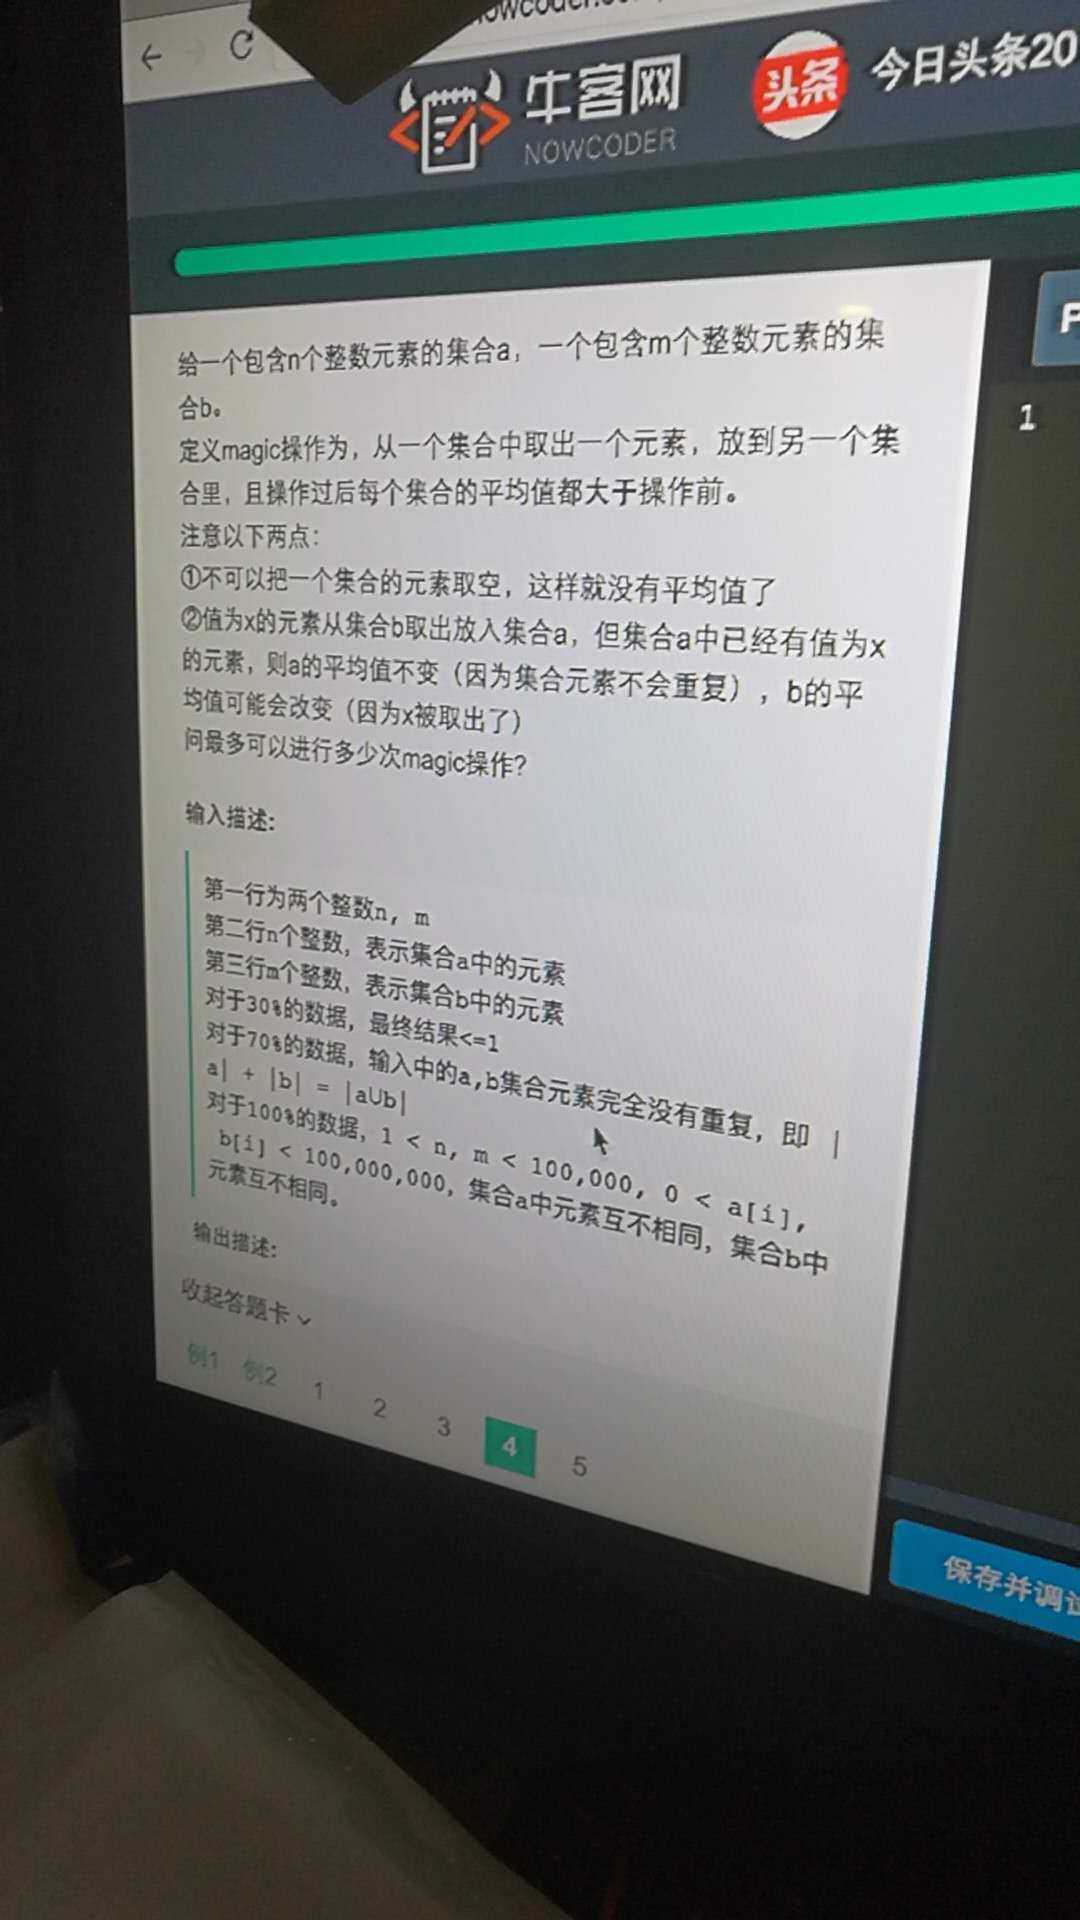 牛客网
NOWCODER
头条
今日头条20
给一个包含n个整数元素的集合a，一个包含m个整数元素的集
合b。
定义magic操作为，从一个集合中取出一个元素，放到另一个集
合里，且操作过后每个集合的平均值都大于操作前。
注意以下两点：
①不可以把一个集合的元素取空，这样就没有平均值了
②值为x的元素从集合b取出放入集合a，但集合a中已经有值为x
的元素，则a的平均值不变（因为集合元素不会重复），b的平
均值可能会改变（因为x被取出了）
问最多可以进行多少次magic操作？
输入描述:
第一行为两个整数n, m
第二行n个整数，表示集合a中的元素
第三行m个整数，表示集合b中的元素
对于30%的数据，最终结果<=1
对于70%的数据，输入中的a,b集合元素完全没有重复，即 |
a| + |b| = |a∪b|
对于100%的数据，1 < n, m < 100,000, 0 < a[i],
b[i] < 100,000,000, 集合a中元素互不相同，集合b中
元素互不相同。
输出描述:
收起答题卡
例1 例2 1 2 3 4 5
1
保存并调试